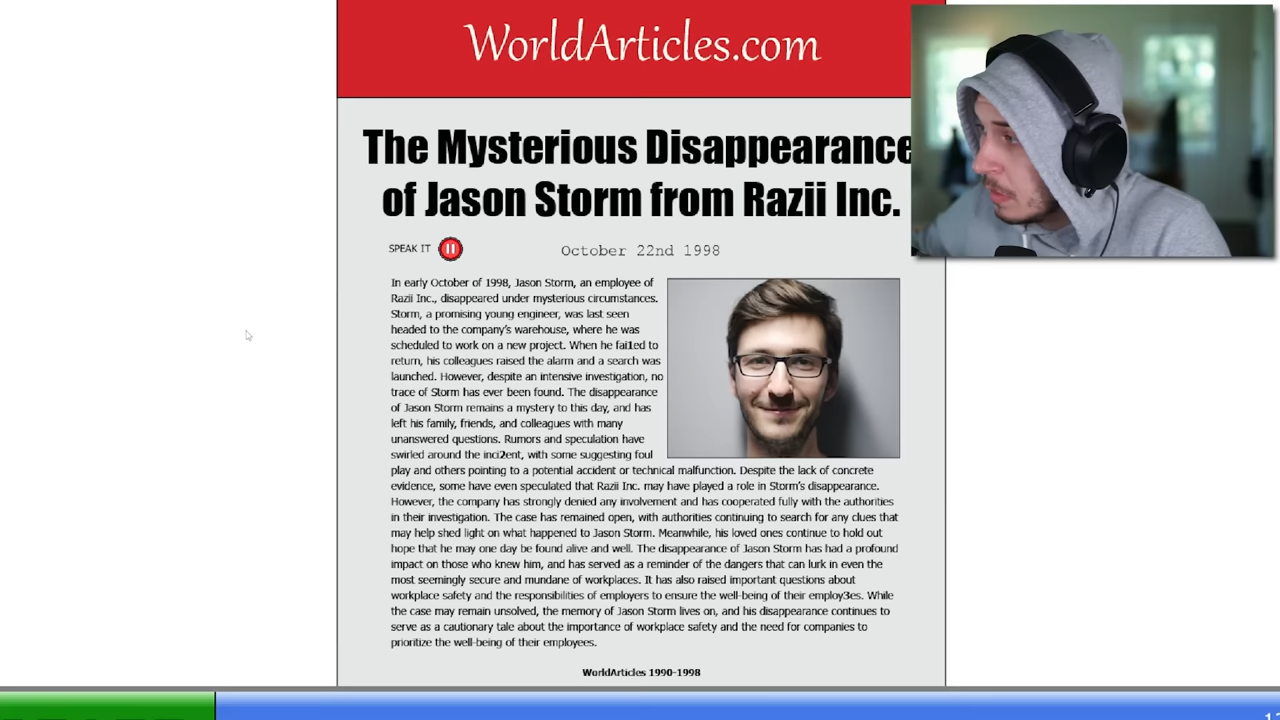 WorldArticles.com
The Mysterious Disappearance
of Jason Storm from Razii Inc.
SPEAK IT
October 22nd 1998
In early October of 1998, Jason Storm, an employee of
Razii Inc., disappeared under mysterious circumstances.
Storm, a promising young engineer, was last seen
headed to the company's warehouse, where he was
scheduled to work on a new project. When he fai1ed to
return, his colleagues raised the alarm and a search was
launched. However, despite an intensive investigation, no
trace of Storm has ever been found. The disappearance
of Jason Storm remains a mystery to this day, and has
left his family, friends, and colleagues with many
unanswered questions. Rumors and speculation have
swirled around the inci2ent, with some suggesting foul
play and others pointing to a potential accident or technical malfunction. Despite the lack of concrete
evidence, some have even speculated that Razii Inc. may have played a role in Storm's disappearance.
However, the company has strongly denied any involvement and has cooperated fully with the authorities
in their investigation. The case has remained open, with authorities continuing to search for any clues that
may help shed light on what happened to Jason Storm. Meanwhile, his loved ones continue to hold out
hope that he may one day be found alive and well. The disappearance of Jason Storm has had a profound
impact on those who knew him, and has served as a reminder of the dangers that can lurk in even the
most seemingly secure and mundane of workplaces. It has also raised important questions about
workplace safety and the responsibilities of employers to ensure the well-being of their employ3es. While
the case may remain unsolved, the memory of Jason Storm lives on, and his disappearance continues to
serve as a cautionary tale about the importance of workplace safety and the need for companies to
prioritize the well-being of their employees.
WorldArticles 1990-1998